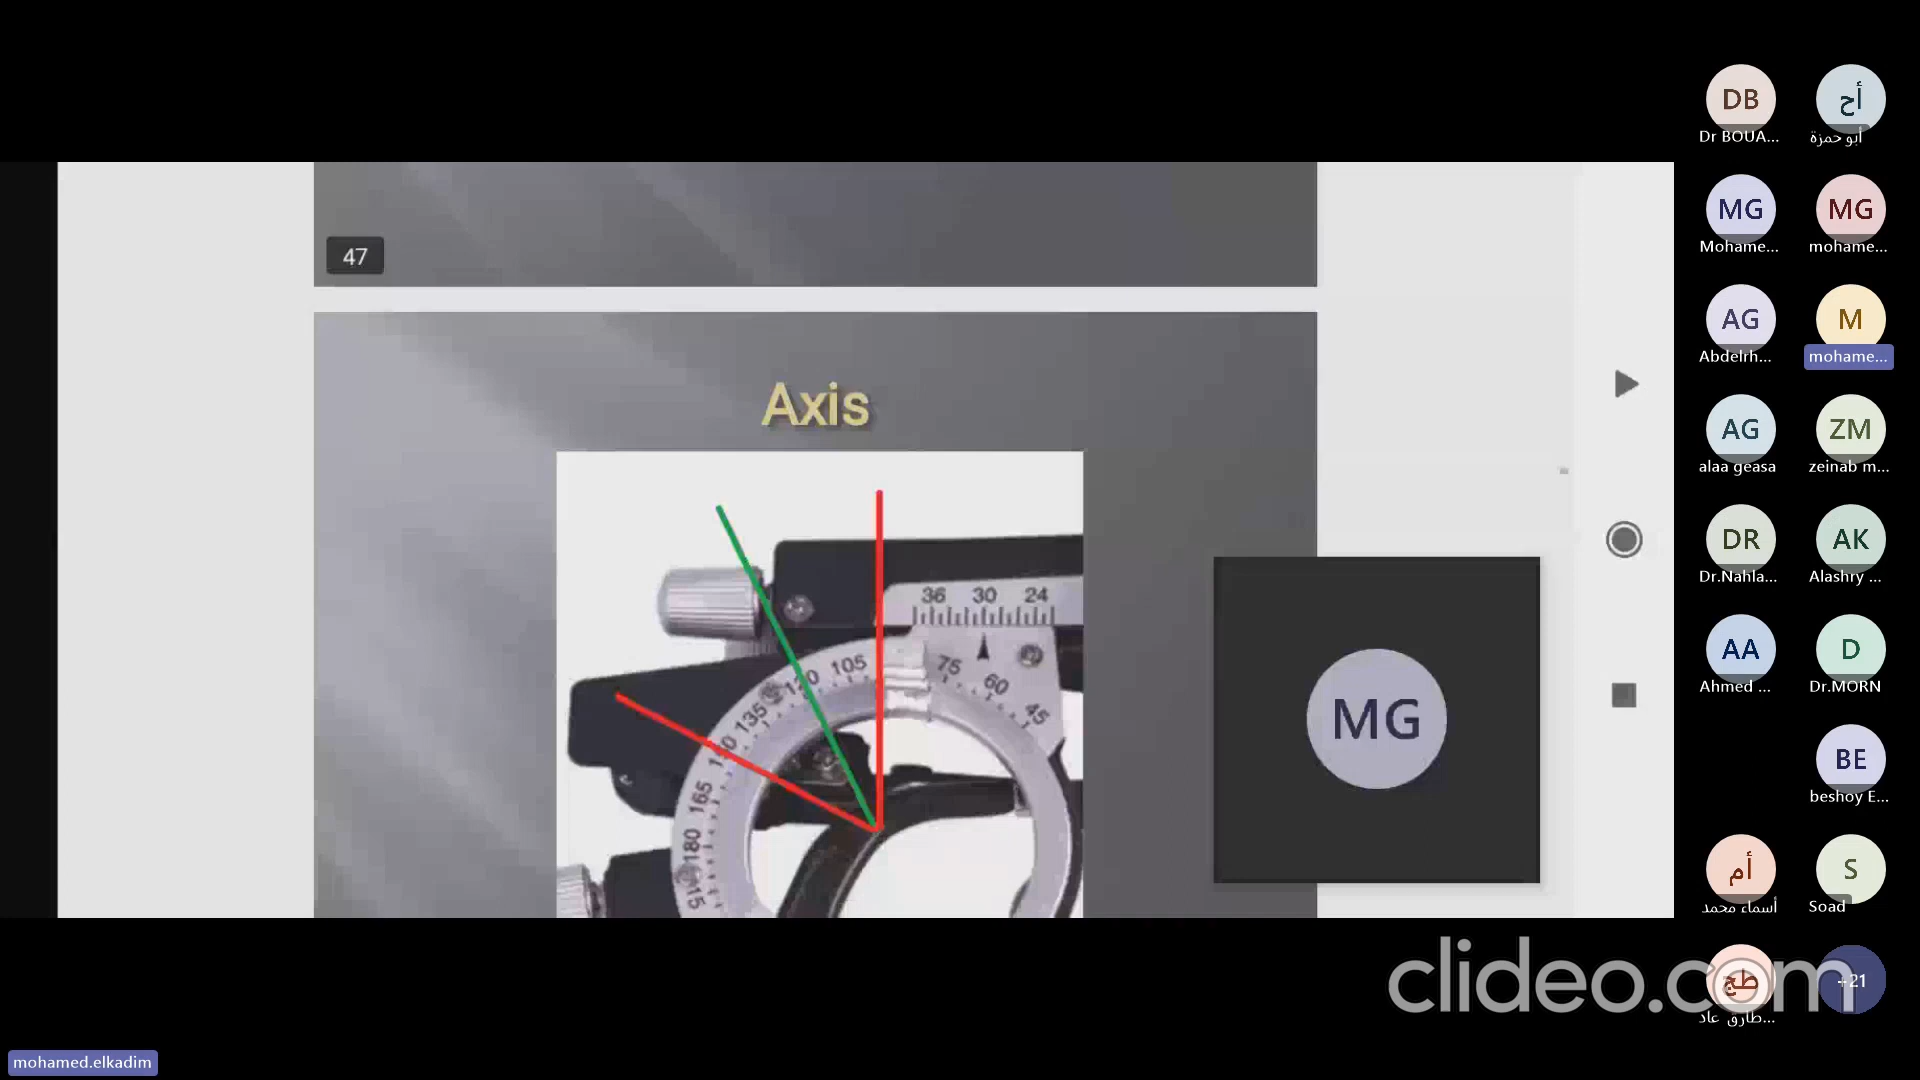 47
Axis
36 30 24
105 75
60
135 45
165
180
MG
DB
Dr BOUA...
أح
أبو حمزة
MG
Mohame...
MG
mohame...
AG
Abdelrh...
M
mohame...
AG
alaa geasa
ZM
zeinab m...
DR
Dr.Nahla...
AK
Alashry ...
AA
Ahmed ...
D
Dr.MORN
BE
beshoy E...
أم
أسماء محمد
S
Soad
طج
طارق عاد...
+21
clideo.com
mohamed.elkadim